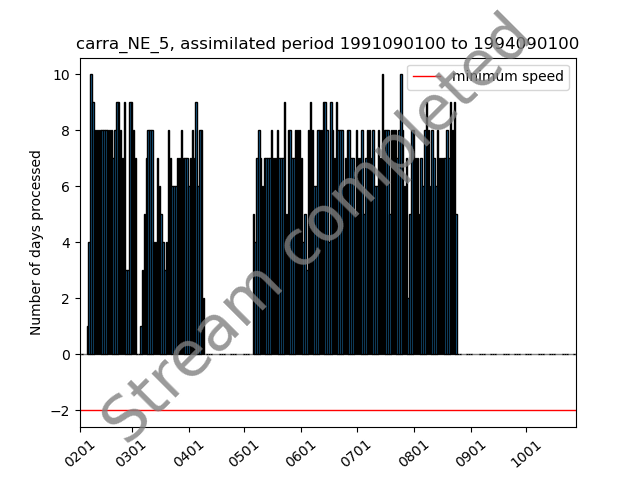 carra_NE_5, assimilated period 1991090100 to 1994090100
minimum speed
Number of days processed
10
8
6
4
2
0
−2
0201 0301 0401 0501 0601 0701 0801 0901 1001
Stream completed